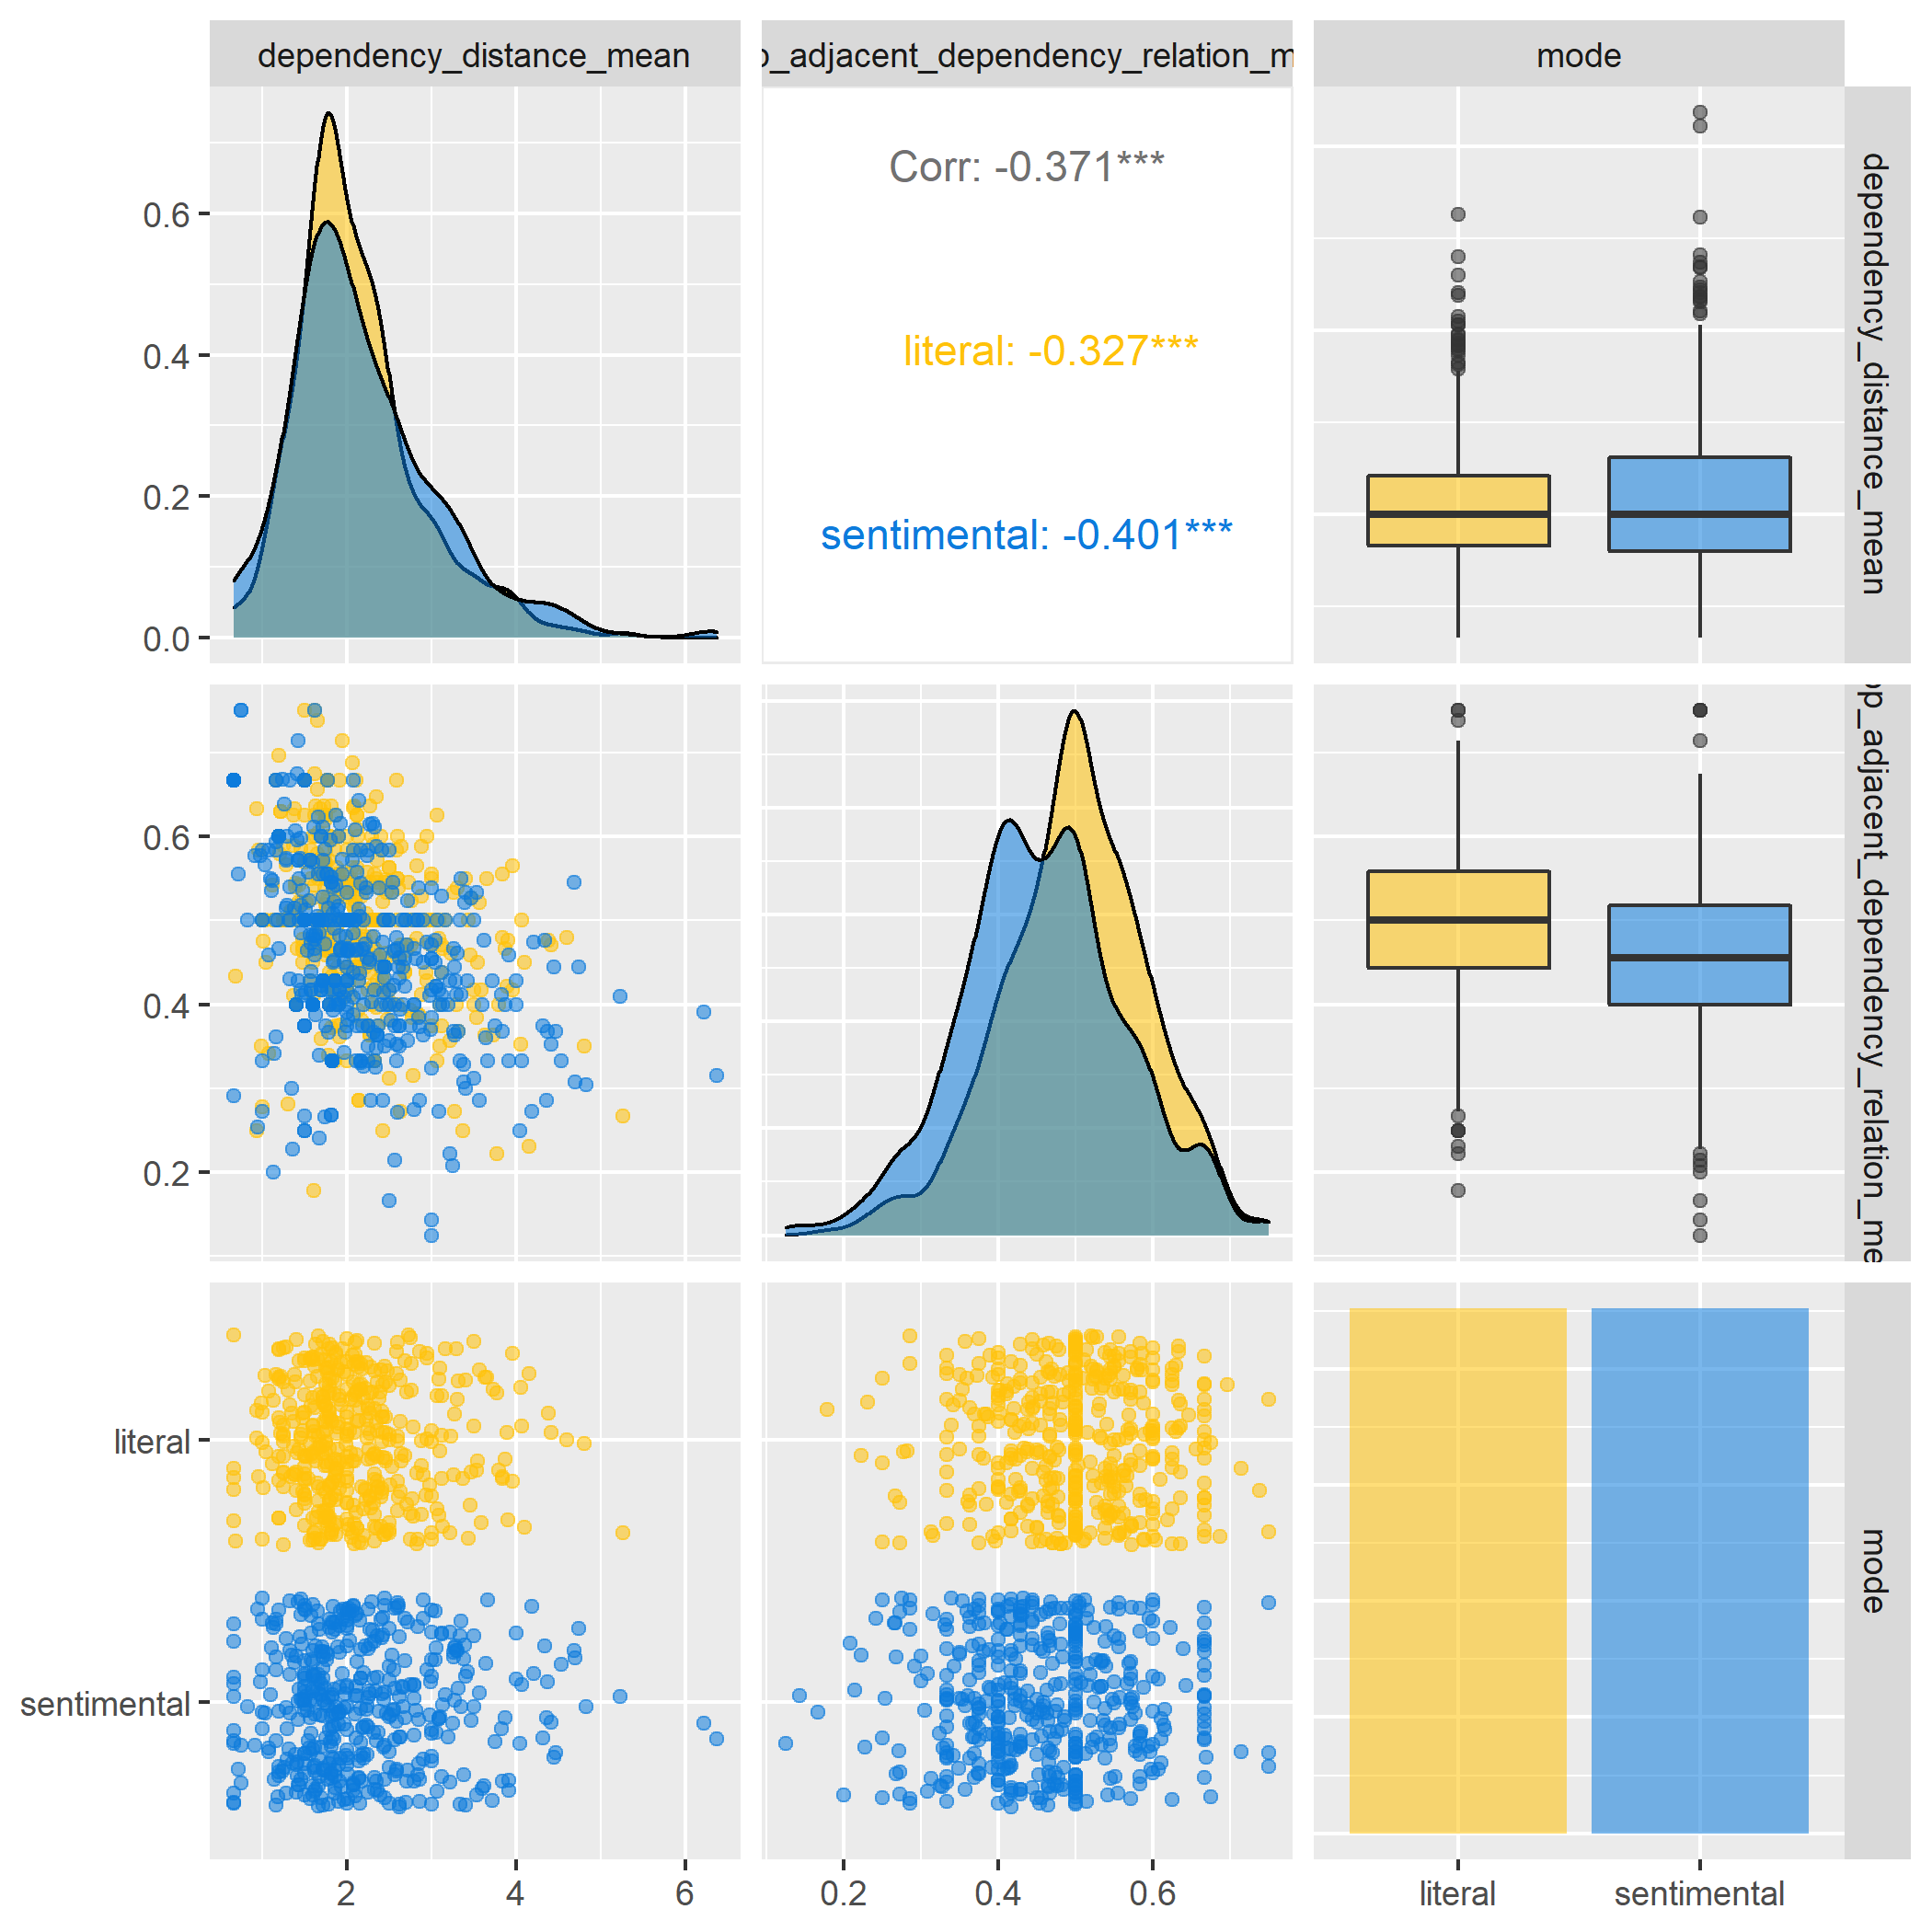 dependency_distance_mean
p_adjacent_dependency_relation_m
mode
Corr: -0.371***
literal: -0.327***
sentimental: -0.401***
dependency_distance_mean
0.6
0.4
0.2
0.0
pp_adjacent_dependency_relation_me
0.6
0.4
0.2
mode
literal
sentimental
2
4
6
0.2
0.4
0.6
literal
sentimental